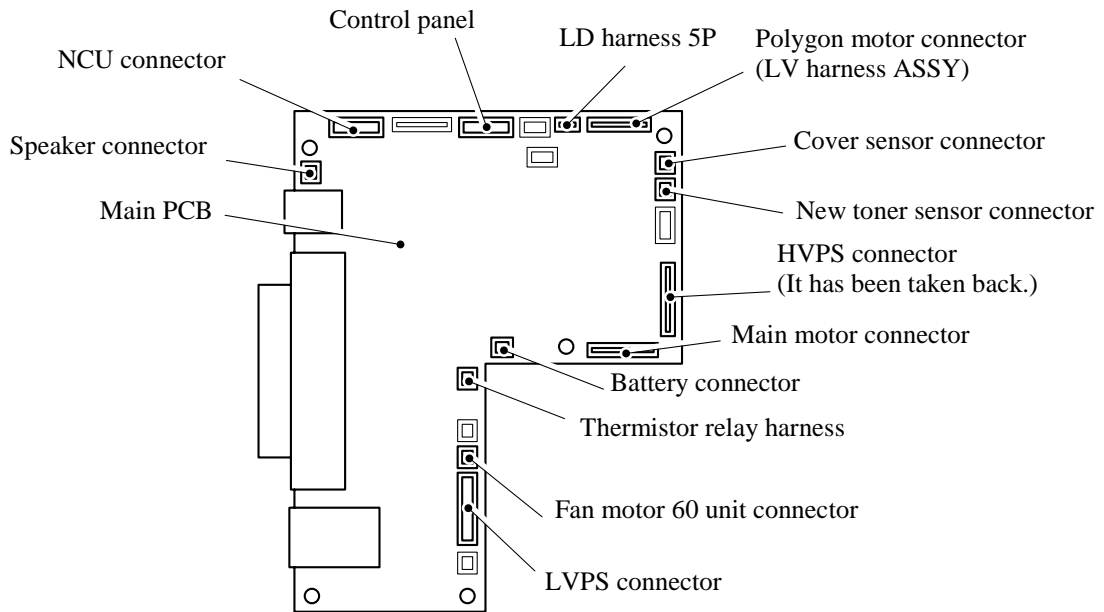 Control panel
LD harness 5P
Polygon motor connector
(LV harness ASSY)
NCU connector
Speaker connector
Cover sensor connector
Main PCB
New toner sensor connector
HVPS connector
(It has been taken back.)
Main motor connector
Battery connector
Thermistor relay harness
Fan motor 60 unit connector
LVPS connector